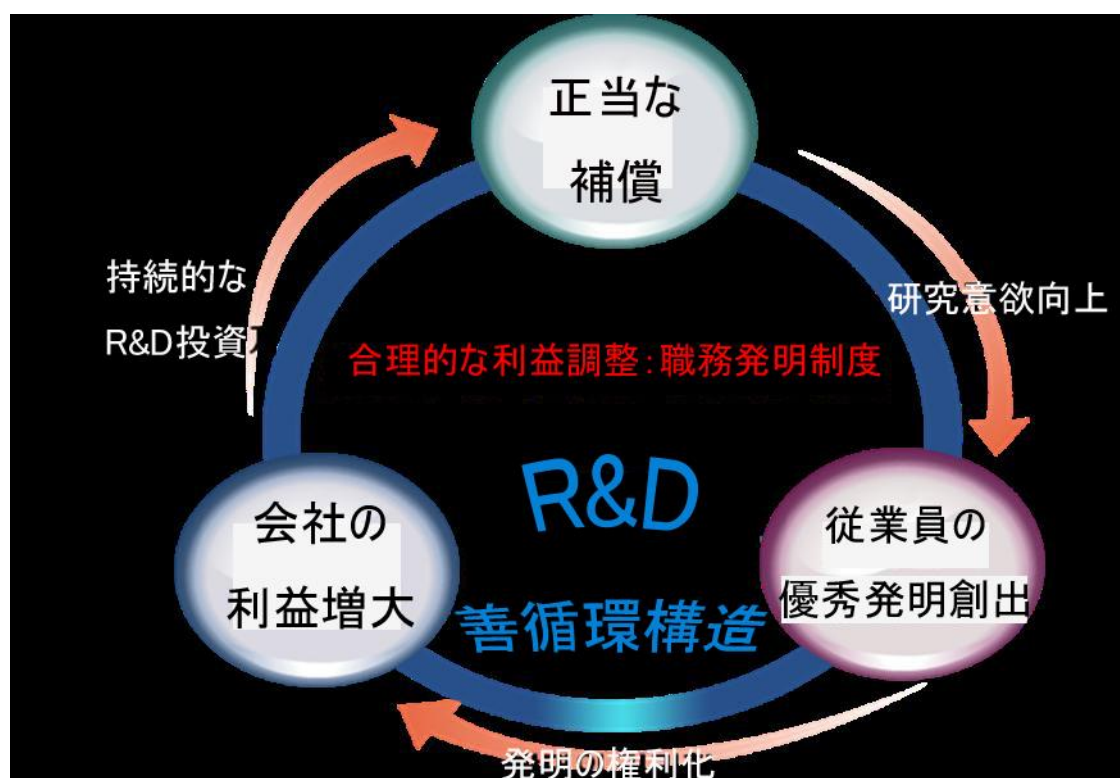 正当な
補償
持続的な
R&D投資
研究意欲向上
合理的な利益調整：職務発明制度
R&D
善循環構造
会社の
利益増大
従業員の
優秀発明創出
発明の権利化